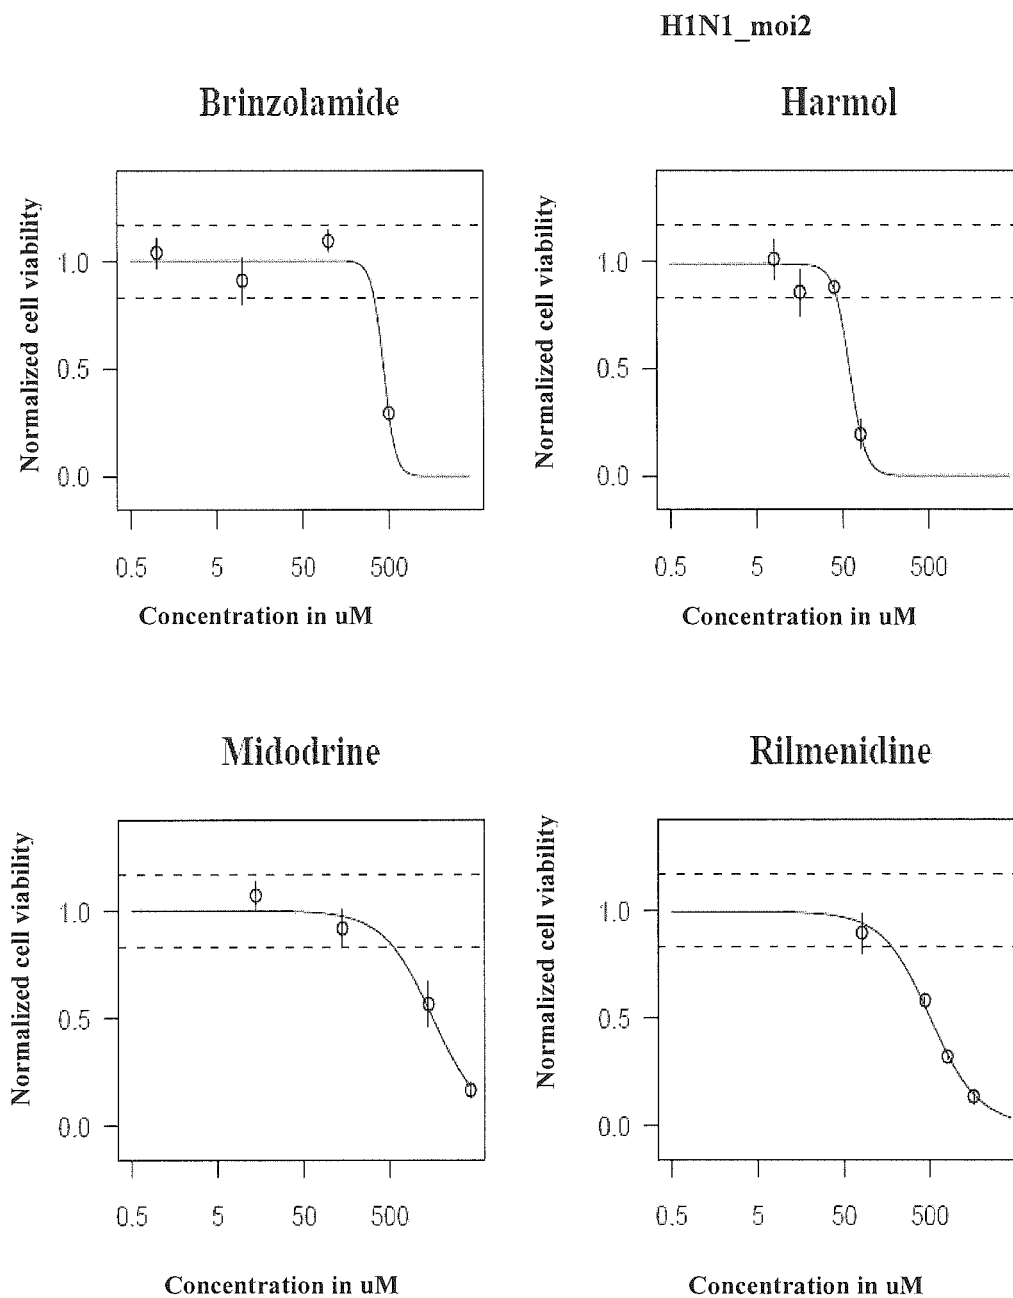 H1N1_moi2
Brinzolamide
Normalized cell viability
1.0
0.5
0.0
0.5 5 50 500
Concentration in uM
Harmol
Normalized cell viability
1.0
0.5
0.0
0.5 5 50 500
Concentration in uM
Midodrine
Normalized cell viability
1.0
0.5
0.0
0.5 5 50 500
Concentration in uM
Rilmenidine
Normalized cell viability
1.0
0.5
0.0
0.5 5 50 500
Concentration in uM